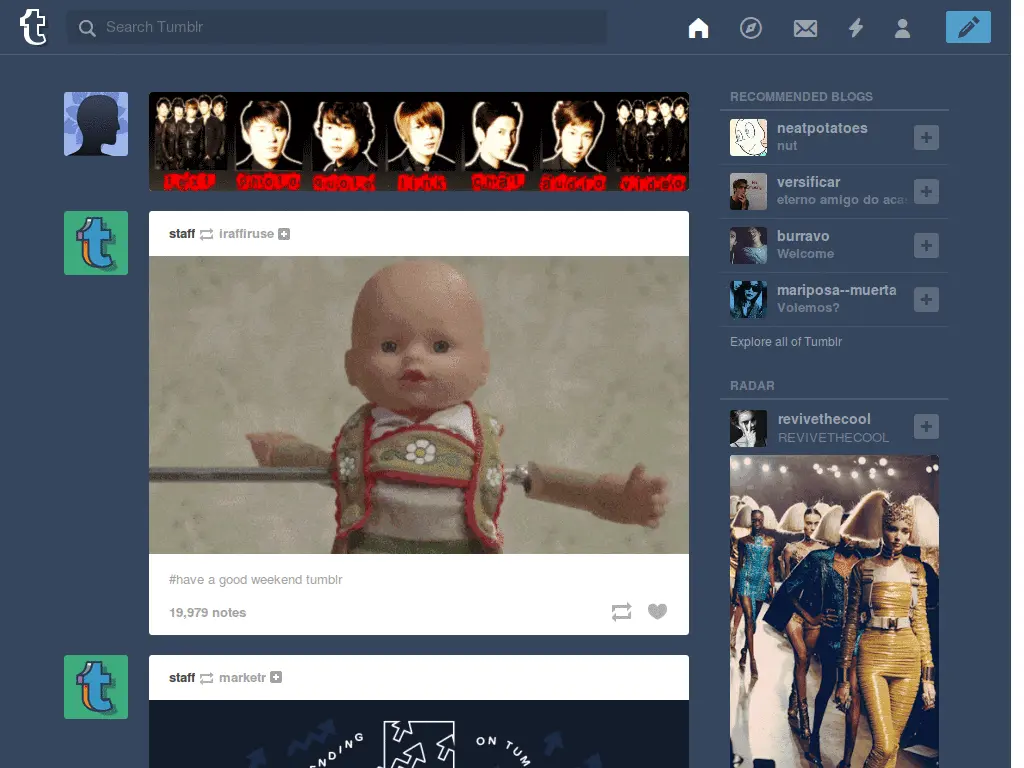 t
Search Tumblr
text photo quote link chat audio video
staff iraffiruse
#have a good weekend tumblr
19,979 notes
staff marketr
NDING ON TUM
RECOMMENDED BLOGS
neatpotatoes
nut
versificar
eterno amigo do aca
burravo
Welcome
mariposa--muerta
Volemos?
Explore all of Tumblr
RADAR
revivethecool
REVIVETHECOOL